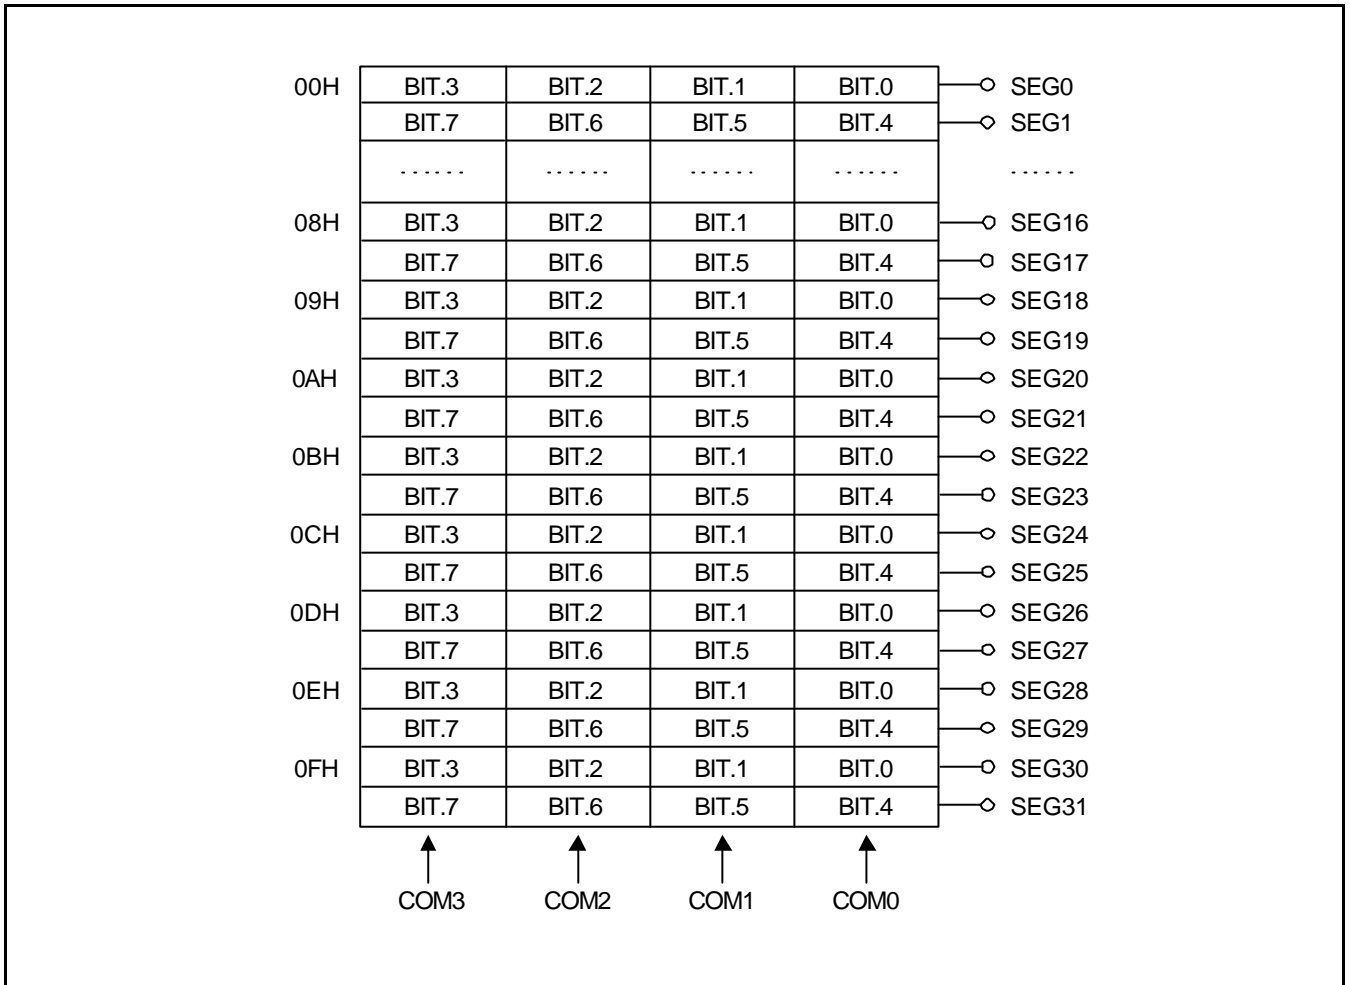 00H BIT.3 BIT.2 BIT.1 BIT.0 SEG0
BIT.7 BIT.6 BIT.5 BIT.4 SEG1
...... ...... ...... ...... ......
08H BIT.3 BIT.2 BIT.1 BIT.0 SEG16
BIT.7 BIT.6 BIT.5 BIT.4 SEG17
09H BIT.3 BIT.2 BIT.1 BIT.0 SEG18
BIT.7 BIT.6 BIT.5 BIT.4 SEG19
0AH BIT.3 BIT.2 BIT.1 BIT.0 SEG20
BIT.7 BIT.6 BIT.5 BIT.4 SEG21
0BH BIT.3 BIT.2 BIT.1 BIT.0 SEG22
BIT.7 BIT.6 BIT.5 BIT.4 SEG23
0CH BIT.3 BIT.2 BIT.1 BIT.0 SEG24
BIT.7 BIT.6 BIT.5 BIT.4 SEG25
0DH BIT.3 BIT.2 BIT.1 BIT.0 SEG26
BIT.7 BIT.6 BIT.5 BIT.4 SEG27
0EH BIT.3 BIT.2 BIT.1 BIT.0 SEG28
BIT.7 BIT.6 BIT.5 BIT.4 SEG29
0FH BIT.3 BIT.2 BIT.1 BIT.0 SEG30
BIT.7 BIT.6 BIT.5 BIT.4 SEG31
COM3 COM2 COM1 COM0